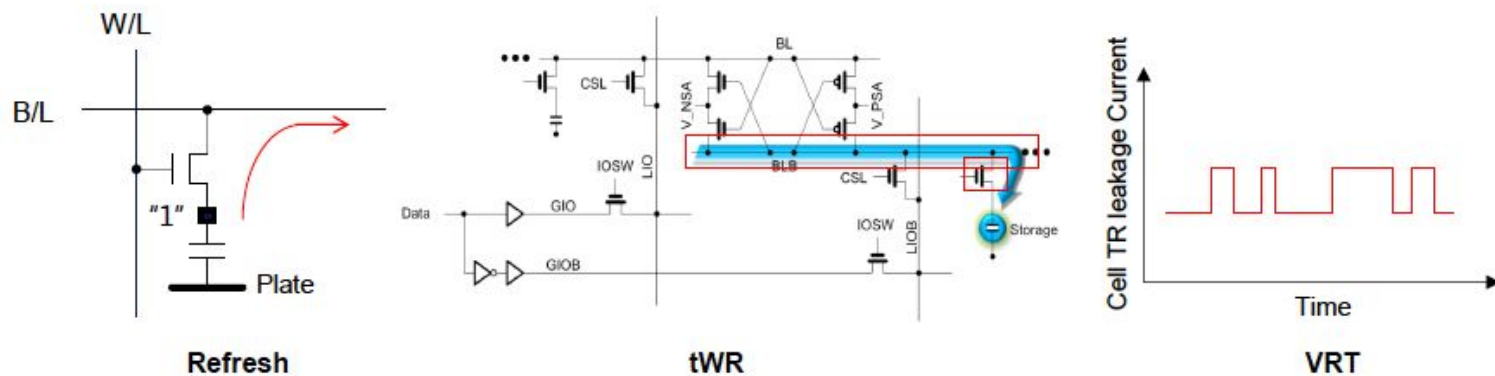 W/L
B/L
"1"
Plate
Refresh
BL
CSL
V_NSA
V_PSA
LIO
BLB
CSL
IOSW
Data
GIO
IOSW
LIOB
Storage
GIOB
tWR
Cell TR leakage Current
Time
VRT